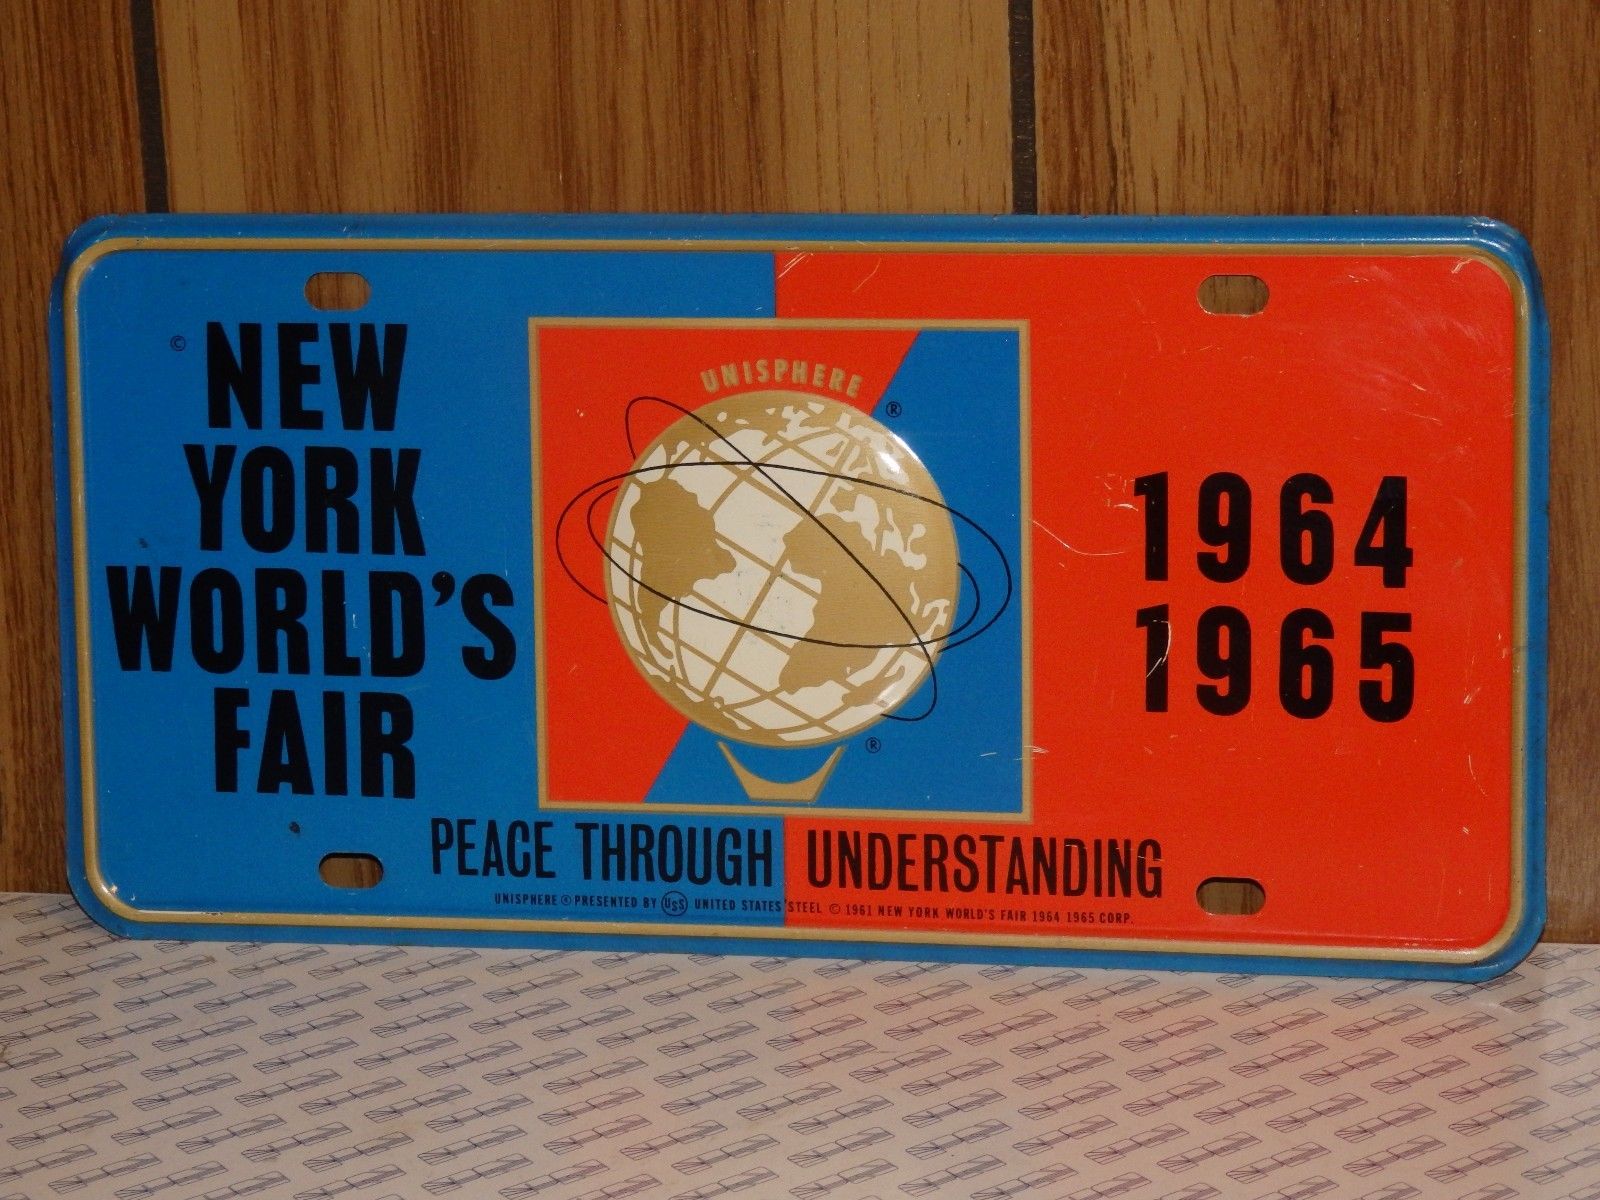 © NEW
YORK
WORLD'S
FAIR
UNISPHERE
®
®
1964
1965
PEACE THROUGH UNDERSTANDING
UNISPHERE ® PRESENTED BY USS UNITED STATES STEEL © 1961 NEW YORK WORLD'S FAIR 1964 1965 CORP.